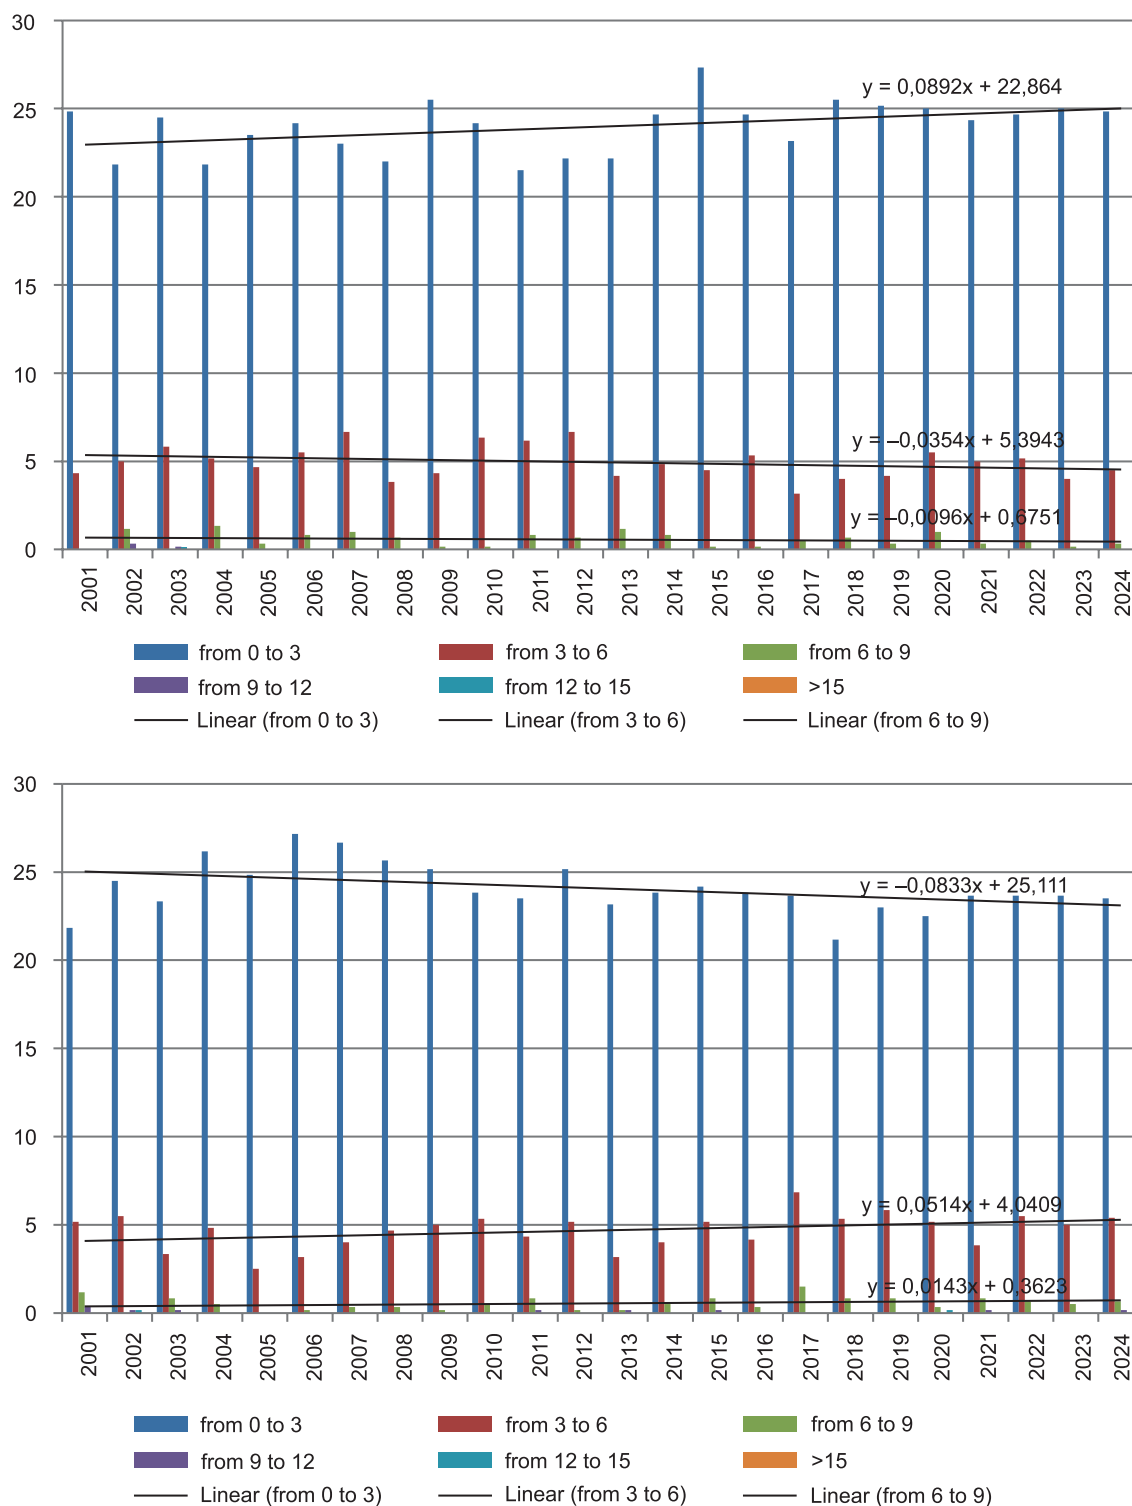 30
y = 0,0892x + 22,864
25
20
15
10
y = –0,0354x + 5,3943
5
y = –0,0096x + 0,6751
0
2001 2002 2003 2004 2005 2006 2007 2008 2009 2010 2011 2012 2013 2014 2015 2016 2017 2018 2019 2020 2021 2022 2023 2024
from 0 to 3 from 3 to 6 from 6 to 9
from 9 to 12 from 12 to 15 >15
Linear (from 0 to 3) Linear (from 3 to 6) Linear (from 6 to 9)
30
25
y = –0,0833x + 25,111
20
15
10
y = 0,0514x + 4,0409
5
y = 0,0143x + 0,3623
0
2001 2002 2003 2004 2005 2006 2007 2008 2009 2010 2011 2012 2013 2014 2015 2016 2017 2018 2019 2020 2021 2022 2023 2024
from 0 to 3 from 3 to 6 from 6 to 9
from 9 to 12 from 12 to 15 >15
Linear (from 0 to 3) Linear (from 3 to 6) Linear (from 6 to 9)